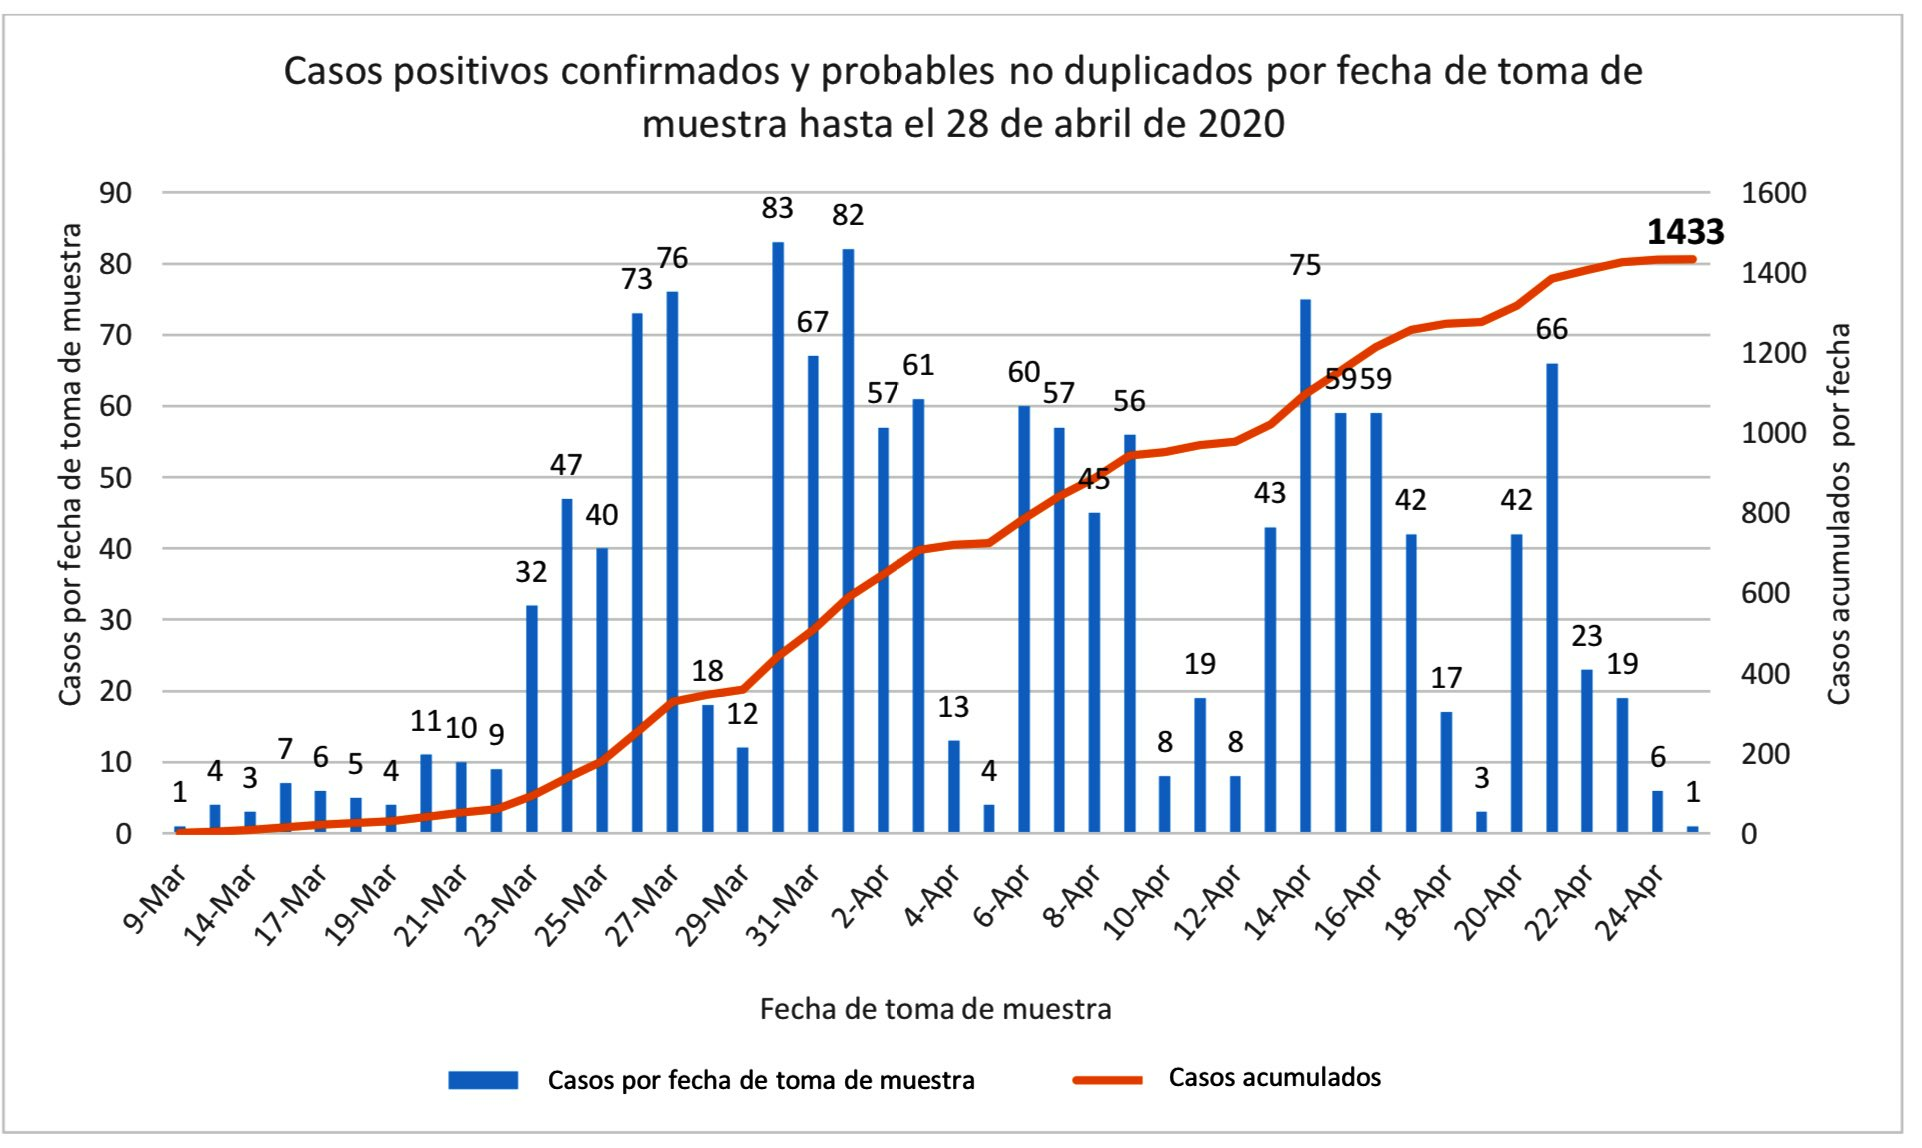 Casos positivos confirmados y probables no duplicados por fecha de toma de
muestra hasta el 28 de abril de 2020
Casos por fecha de toma de muestra
90
80
70
60
50
40
30
20
10
0
1
4
3
7
6
5
4
11
10
9
32
47
40
73
76
18
12
83
67
82
57
61
13
4
60
57
45
56
8
19
8
43
75
59
59
42
17
3
42
66
23
19
6
1
1433
1600
1400
1200
1000
800
600
400
200
0
Casos acumulados por fecha
9-Mar
14-Mar
17-Mar
19-Mar
21-Mar
23-Mar
25-Mar
27-Mar
29-Mar
31-Mar
2-Apr
4-Apr
6-Apr
8-Apr
10-Apr
12-Apr
14-Apr
16-Apr
18-Apr
20-Apr
22-Apr
24-Apr
Fecha de toma de muestra
Casos por fecha de toma de muestra
Casos acumulados